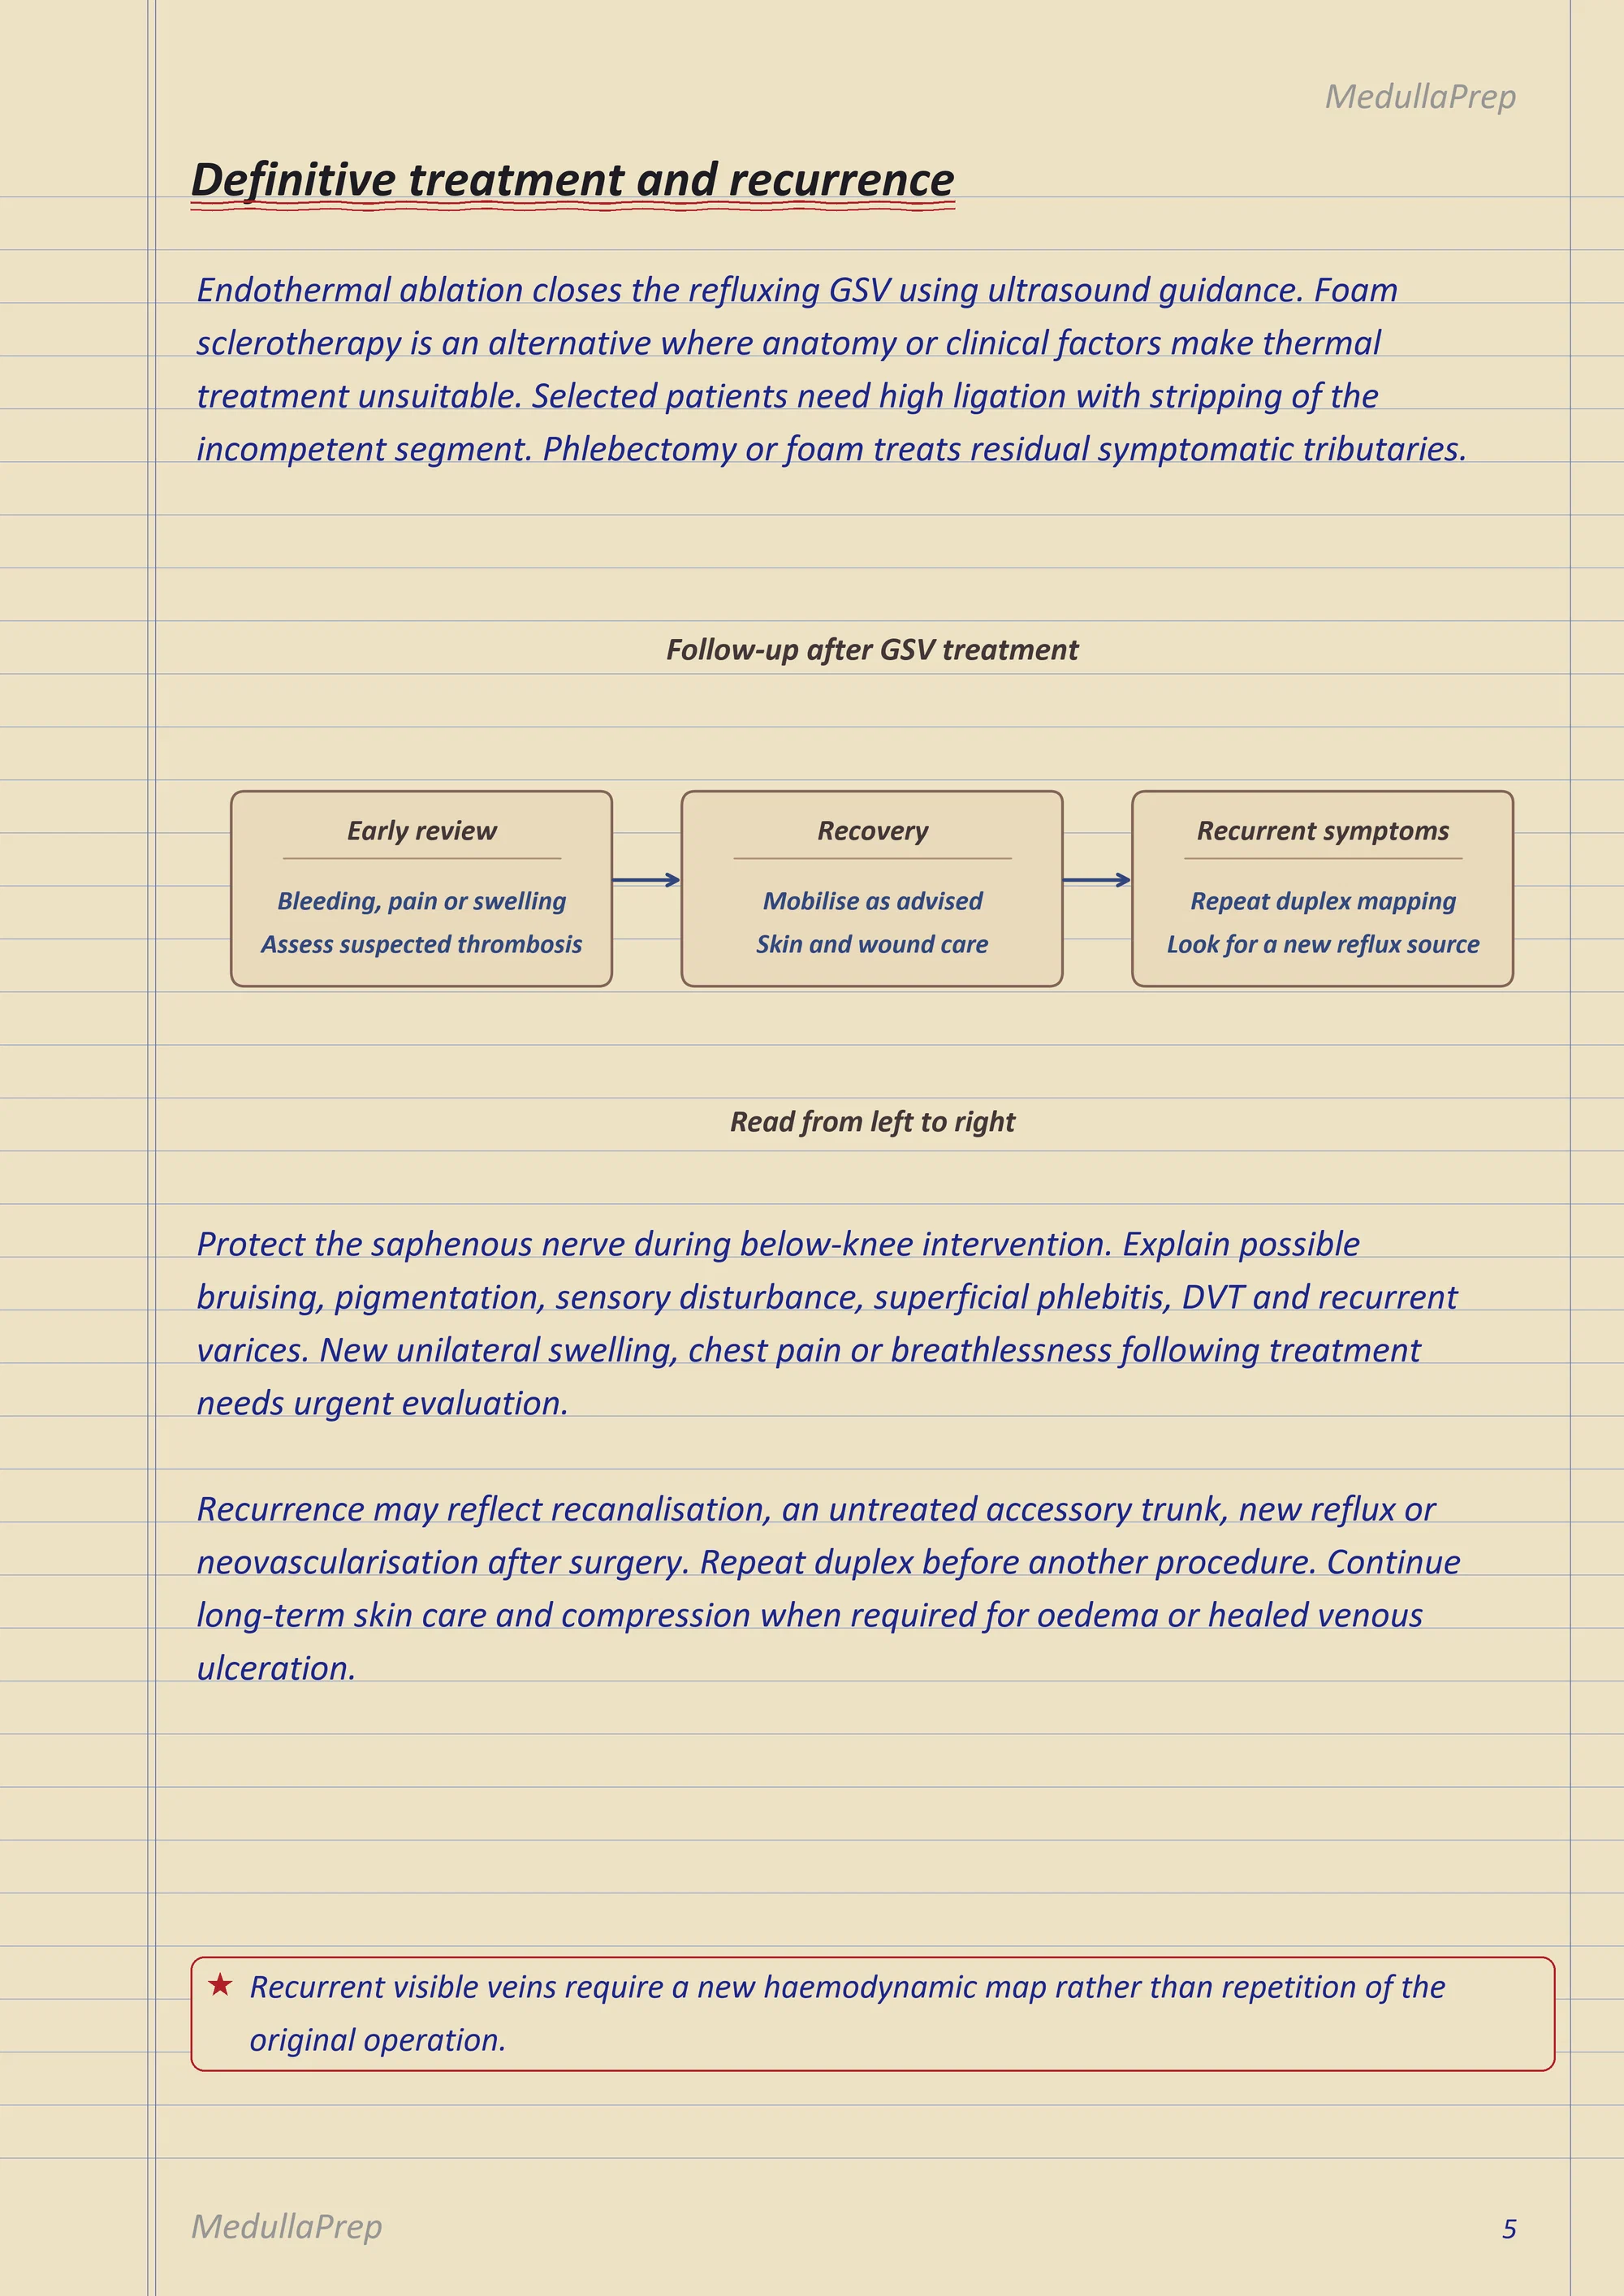 MedullaPrep
Definitive treatment and recurrence
Endothermal ablation closes the refluxing GSV using ultrasound guidance. Foam
sclerotherapy is an alternative where anatomy or clinical factors make thermal
treatment unsuitable. Selected patients need high ligation with stripping of the
incompetent segment. Phlebectomy or foam treats residual symptomatic tributaries.
Follow-up after GSV treatment
Early review
Bleeding, pain or swelling
Assess suspected thrombosis
Recovery
Mobilise as advised
Skin and wound care
Recurrent symptoms
Repeat duplex mapping
Look for a new reflux source
Read from left to right
Protect the saphenous nerve during below-knee intervention. Explain possible
bruising, pigmentation, sensory disturbance, superficial phlebitis, DVT and recurrent
varices. New unilateral swelling, chest pain or breathlessness following treatment
needs urgent evaluation.
Recurrence may reflect recanalisation, an untreated accessory trunk, new reflux or
neovascularisation after surgery. Repeat duplex before another procedure. Continue
long-term skin care and compression when required for oedema or healed venous
ulceration.
★ Recurrent visible veins require a new haemodynamic map rather than repetition of the
original operation.
MedullaPrep
5